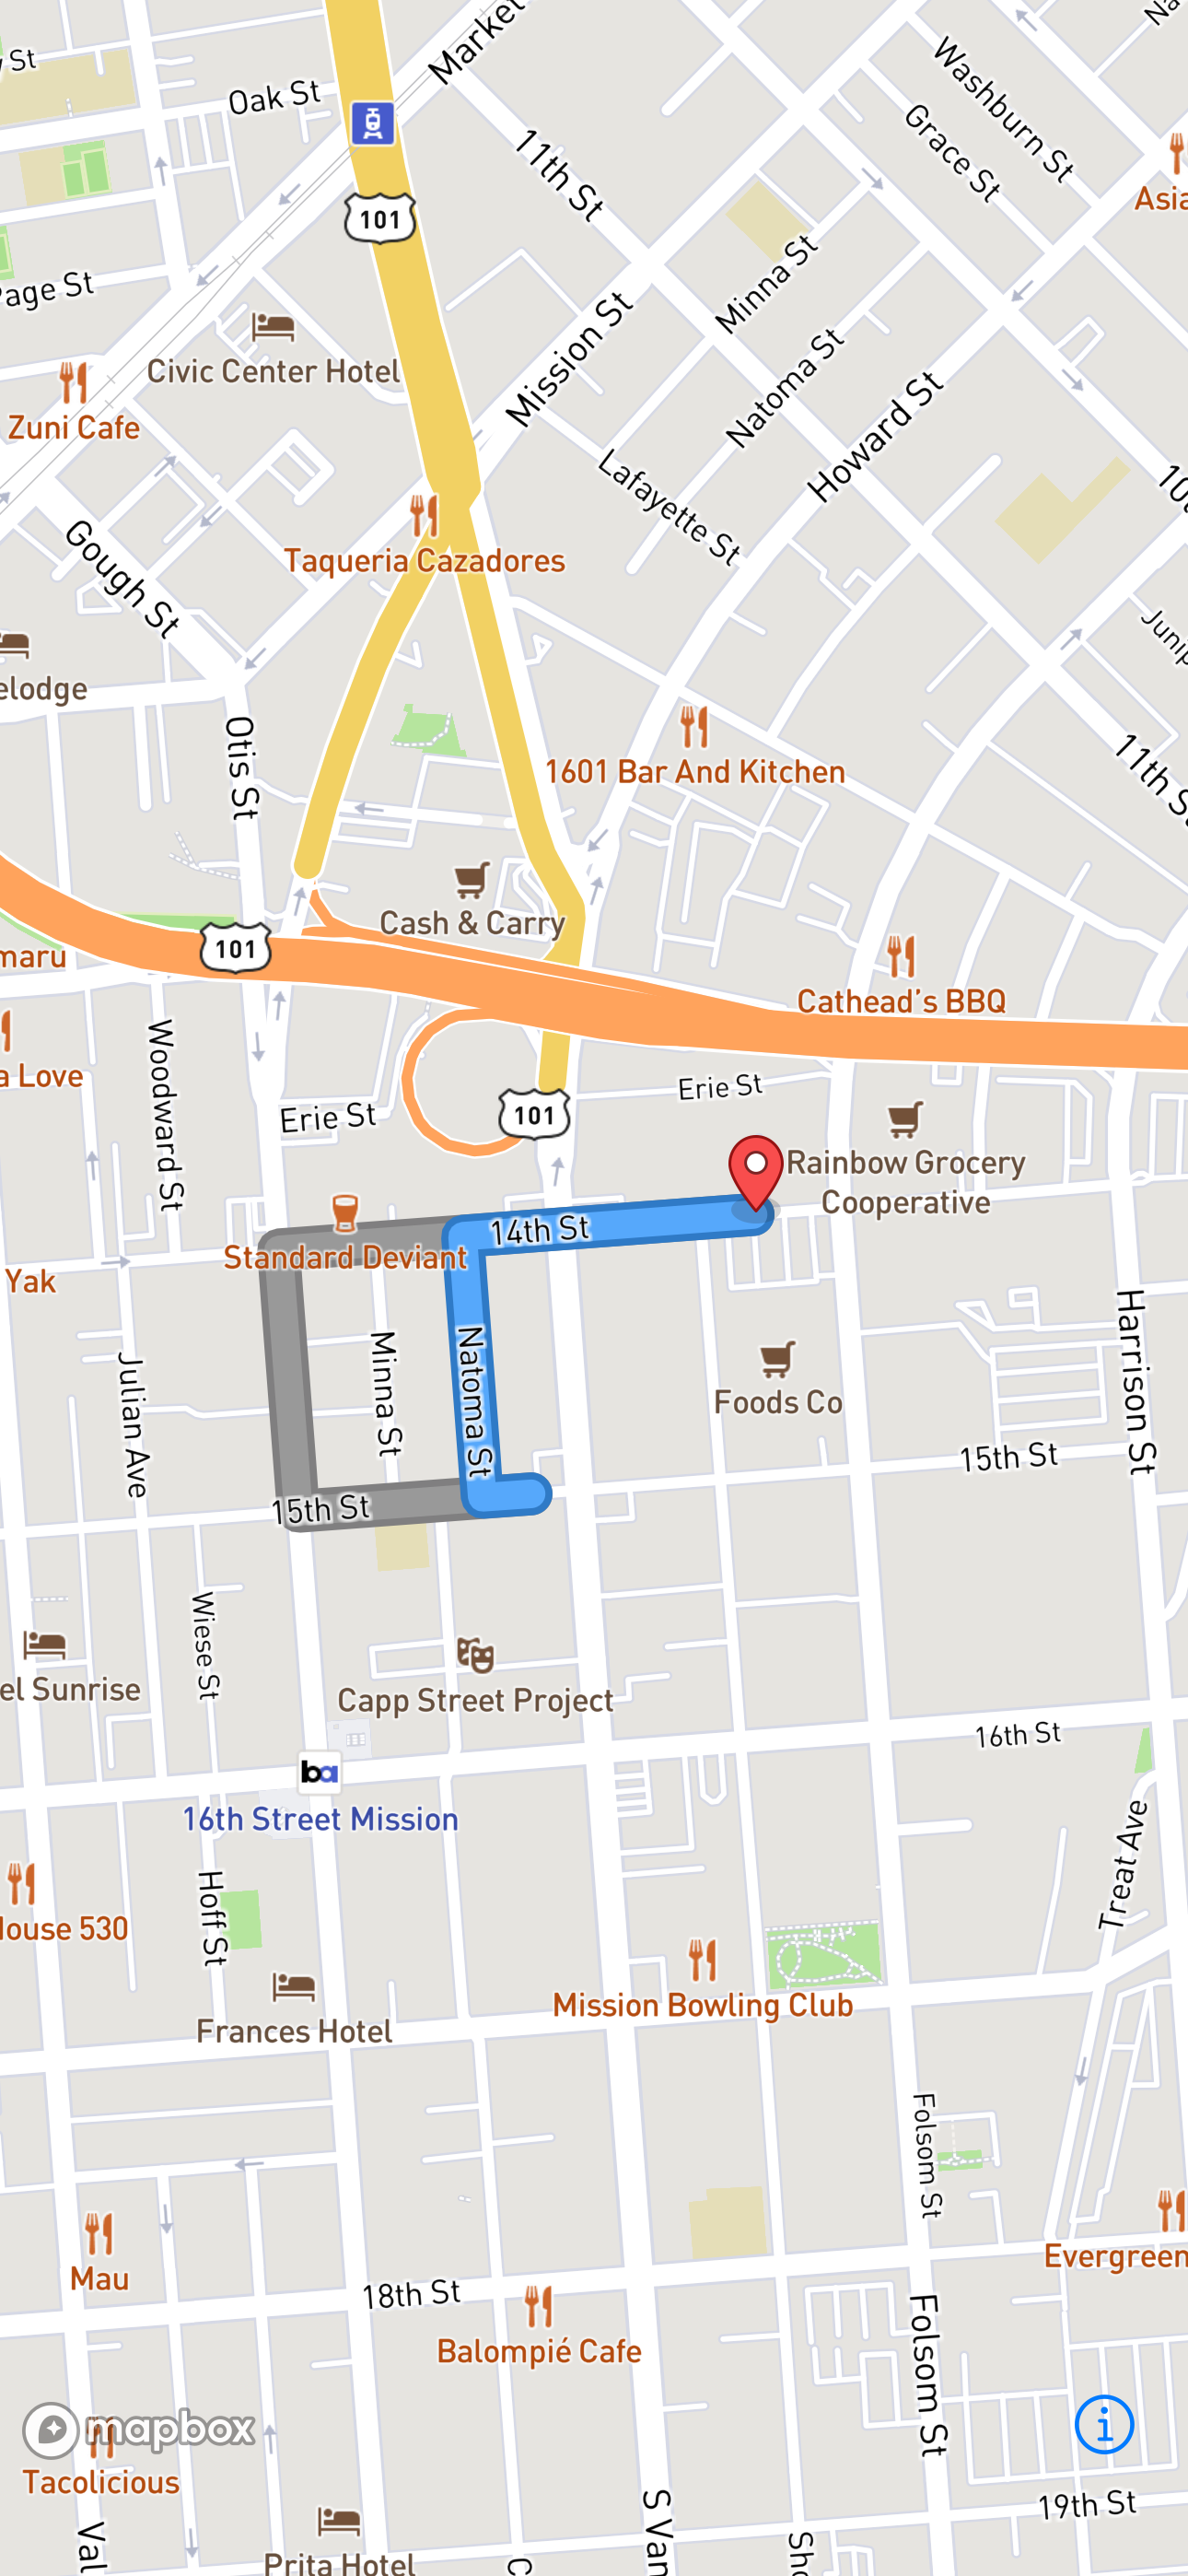 Market
St
Oak St
Washburn St
Grace St
11th St
101
Asia
Minna St
Page St
Mission St
Natoma St
Civic Center Hotel
Howard St
Zuni Cafe
Lafayette St
Taqueria Cazadores
Gough St
elodge
Otis St
1601 Bar And Kitchen
11th St
Cash & Carry
101
maru
Cathead's BBQ
Woodward St
a Love
Erie St
Erie St
101
Rainbow Grocery
Cooperative
14th St
Standard Deviant
Yak
Harrison St
Natoma St
Minna St
Julian Ave
Foods Co
15th St
15th St
Wiese St
el Sunrise
Capp Street Project
16th St
ba
16th Street Mission
Treat Ave
Hoff St
House 530
Mission Bowling Club
Frances Hotel
Folsom St
Mau
Evergreen
18th St
Balompié Cafe
Folsom St
mapbox
i
Tacolicious
19th St
Val
S Van
Sho
C
Prita Hotel